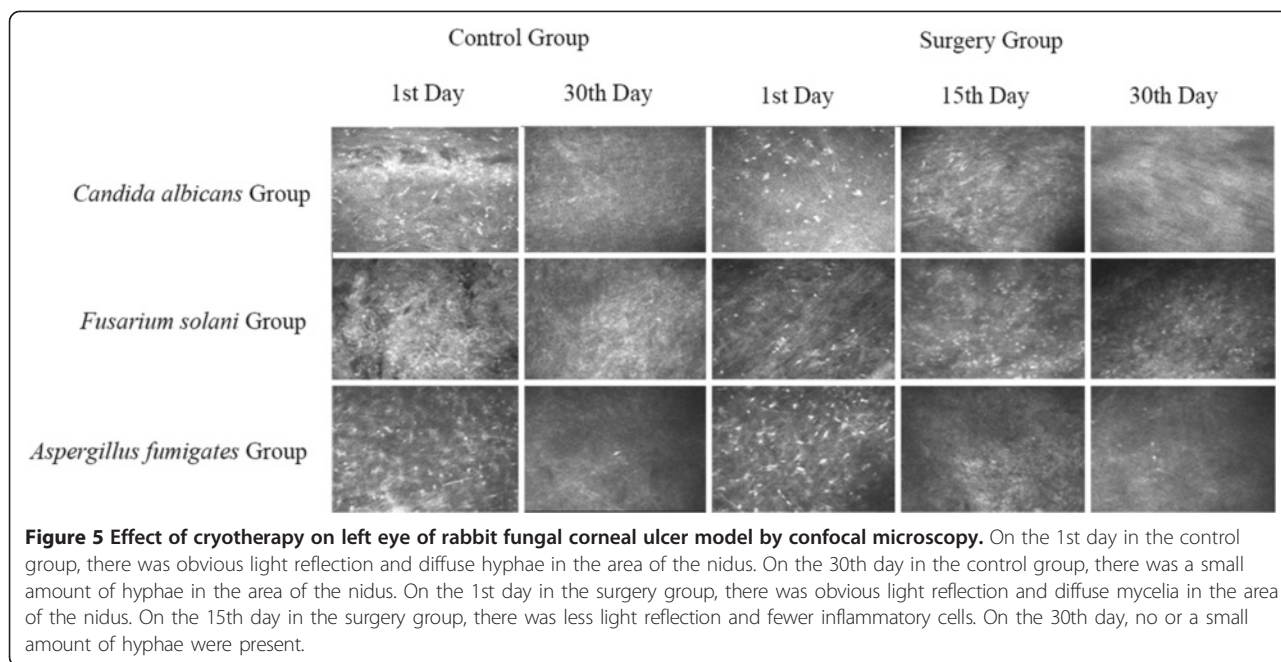 Control Group Surgery Group
1st Day 30th Day 1st Day 15th Day 30th Day
Candida albicans Group
Fusarium solani Group
Aspergillus fumigates Group
Figure 5 Effect of cryotherapy on left eye of rabbit fungal corneal ulcer model by confocal microscopy. On the 1st day in the control
group, there was obvious light reflection and diffuse hyphae in the area of the nidus. On the 30th day in the control group, there was a small
amount of hyphae in the area of the nidus. On the 1st day in the surgery group, there was obvious light reflection and diffuse mycelia in the area
of the nidus. On the 15th day in the surgery group, there was less light reflection and fewer inflammatory cells. On the 30th day, no or a small
amount of hyphae were present.